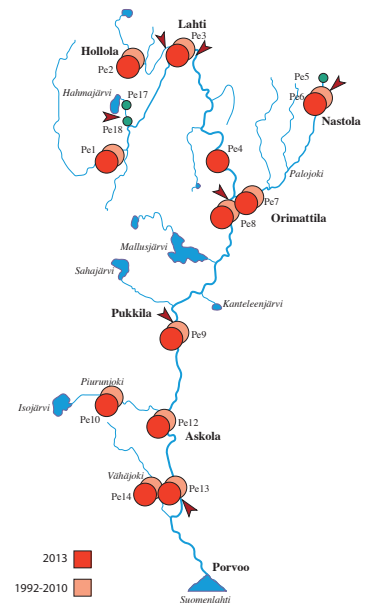 Lahti
Pe3
Hollola
Pe2
Pe17
Hahmajärvi
Pe18
Pe5
Pe6
Nastola
Pe1
Pe4
Palojoki
Pe7
Pe8
Orimattila
Mallusjärvi
Sahajärvi
Kanteleenjärvi
Pukkila
Pe9
Piurunjoki
Isojärvi
Pe10
Pe12
Askola
Vähäjoki
Pe13
Pe14
2013
Porvoo
1992-2010
Suomenlahti